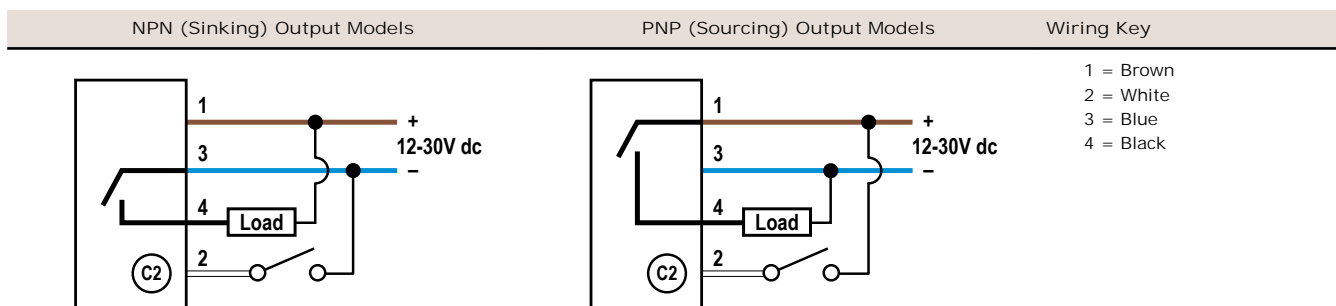 NPN (Sinking) Output Models
PNP (Sourcing) Output Models
Wiring Key
1
+
12-30V dc
3
–
4
Load
2
C2
1
+
12-30V dc
3
–
4
Load
2
C2
1 = Brown
2 = White
3 = Blue
4 = Black